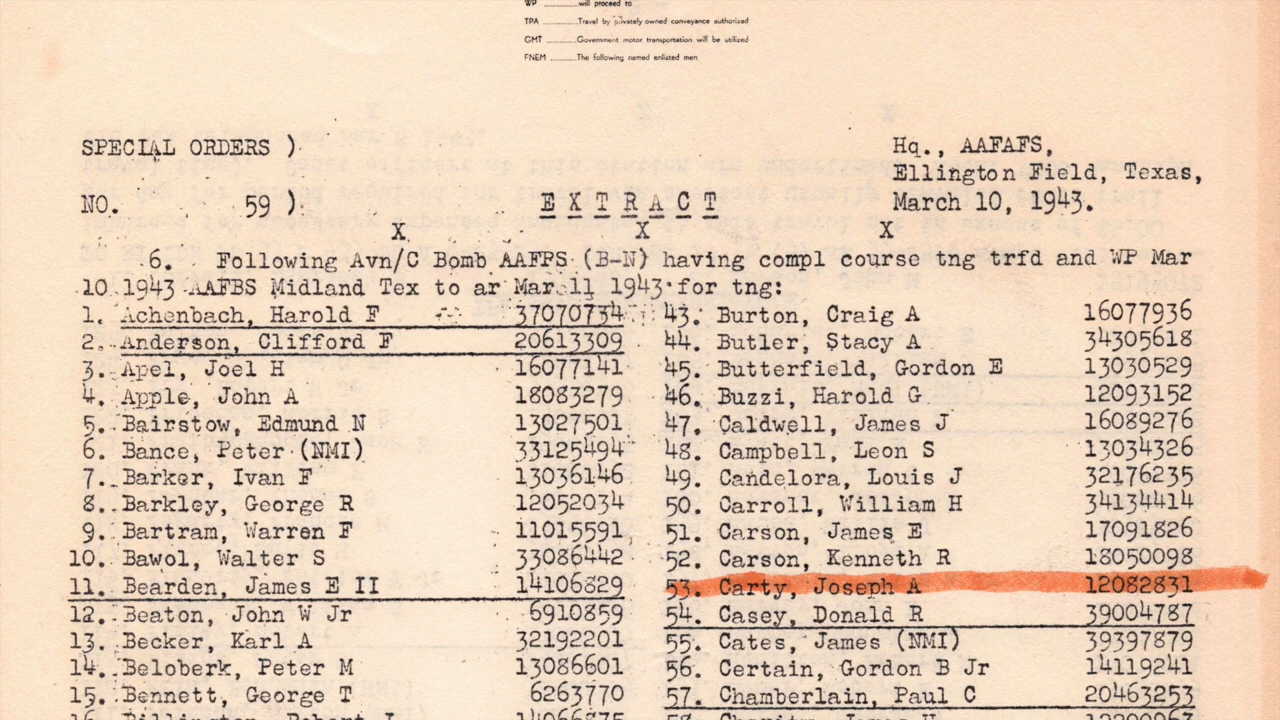 WP ..........will proceed to
TPA ..........Travel by privately owned conveyance authorized
GMT ..........Government motor transportation will be utilized
FNEM ..........The following named enlisted men
SPECIAL ORDERS )
Hq., AAFAFS,
Ellington Field, Texas,
NO. 59
E X T R A C T
March 10, 1943.
X X X
6. Following Avn/C Bomb AAFPS (B-N) having compl course tng trfd and WP Mar
10 1943 AAFBS Midland Tex to ar Mar 11 1943 for tng:
1. Achenbach, Harold F 37070734
2. Anderson, Clifford F 20613309
3. Apel, Joel H 16077141
4. Apple, John A 18083279
5. Bairstow, Edmund N 13027501
6. Bance, Peter (NMI) 33125494
7. Barker, Ivan F 13036146
8. Barkley, George R 12052034
9. Bartram, Warren F 11015591
10. Bawol, Walter S 33086442
11. Bearden, James E II 14106829
12. Beaton, John W Jr 6910859
13. Becker, Karl A 32192201
14. Beloberk, Peter M 13086601
15. Bennett, George T 6263770
43. Burton, Craig A 16077936
44. Butler, Stacy A 34305618
45. Butterfield, Gordon E 13030529
46. Buzzi, Harold G 12093152
47. Caldwell, James J 16089276
48. Campbell, Leon S 13034326
49. Candelora, Louis J 32176235
50. Carroll, William H 34134414
51. Carson, James E 17091826
52. Carson, Kenneth R 18050098
53. Carty, Joseph A 12082831
54. Casey, Donald R 39004787
55. Cates, James (NMI) 39397879
56. Certain, Gordon B Jr 14119241
57. Chamberlain, Paul C 20463253